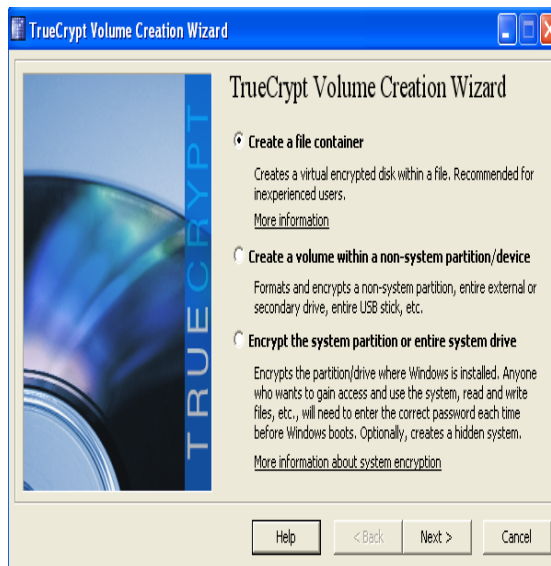 TrueCrypt Volume Creation Wizard
TRUECRYPT
TrueCrypt Volume Creation Wizard
Create a file container
Creates a virtual encrypted disk within a file. Recommended for
inexperienced users.
More information
Create a volume within a non-system partition/device
Formats and encrypts a non-system partition, entire external or
secondary drive, entire USB stick, etc.
Encrypt the system partition or entire system drive
Encrypts the partition/drive where Windows is installed. Anyone
who wants to gain access and use the system, read and write
files, etc., will need to enter the correct password each time
before Windows boots. Optionally, creates a hidden system.
More information about system encryption
Help < Back Next > Cancel